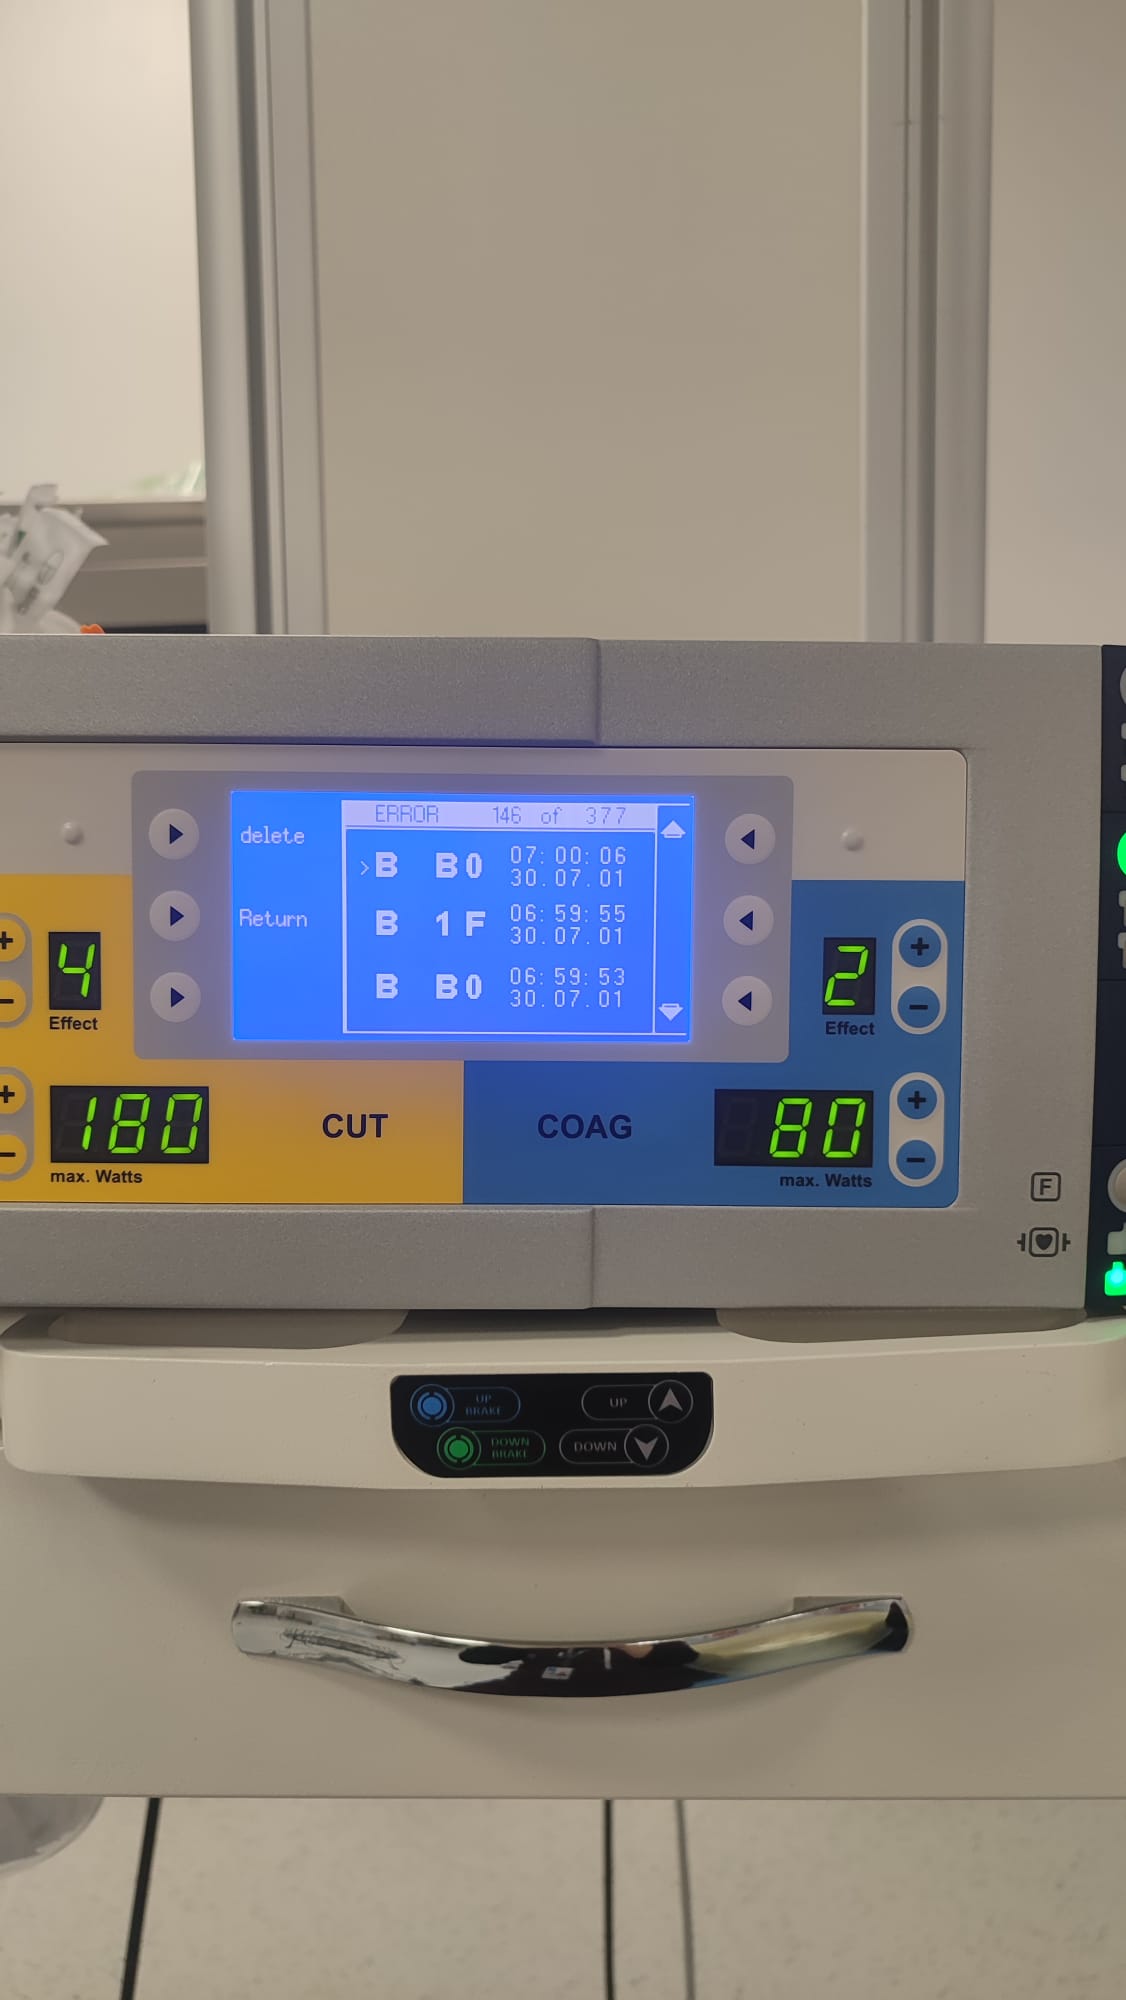 delete
Return
ERROR 146 of 377
>B B0 07:00:06
30.07.01
B 1F 06:59:55
30.07.01
B B0 06:59:53
30.07.01
+
4
−
Effect
2
+
−
Effect
+
180
−
max. Watts
CUT
COAG
80
+
−
max. Watts
F
UP
BRAKE
UP
DOWN
BRAKE
DOWN